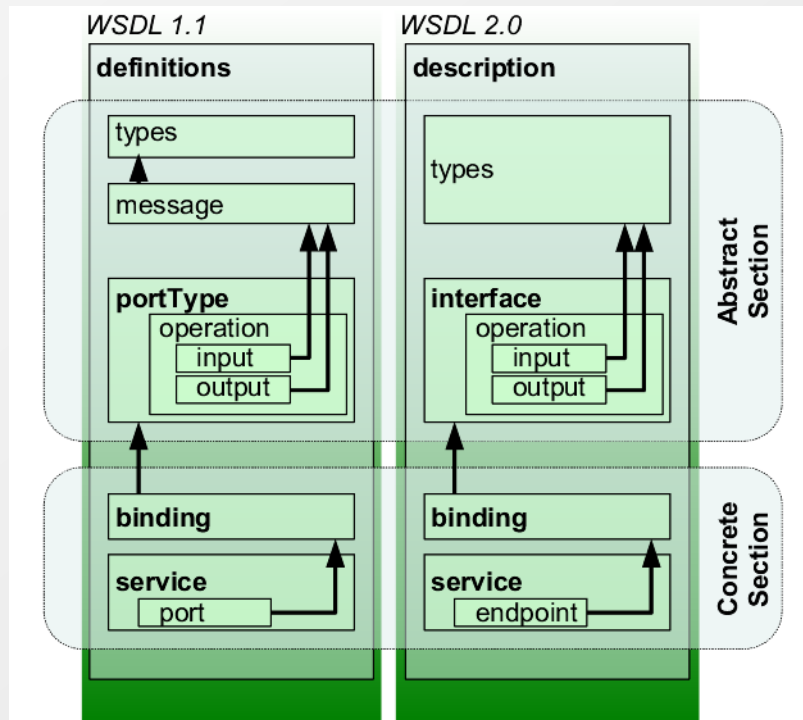 WSDL 1.1
definitions
types
message
portType
operation
input
output
binding
service
port
WSDL 2.0
description
types
interface
operation
input
output
binding
service
endpoint
Abstract
Section
Concrete
Section